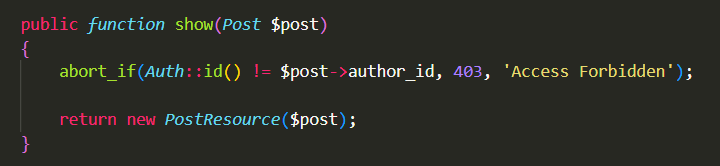 public function show(Post $post)
{
    abort_if(Auth::id() != $post->author_id, 403, 'Access Forbidden');
    return new PostResource($post);
}